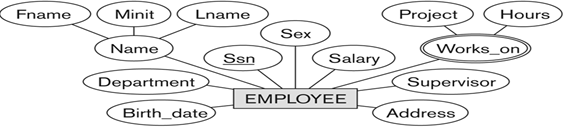 Fname Minit Lname Project Hours
Name Sex Works_on
Ssn Salary
Department Supervisor
EMPLOYEE
Birth_date Address